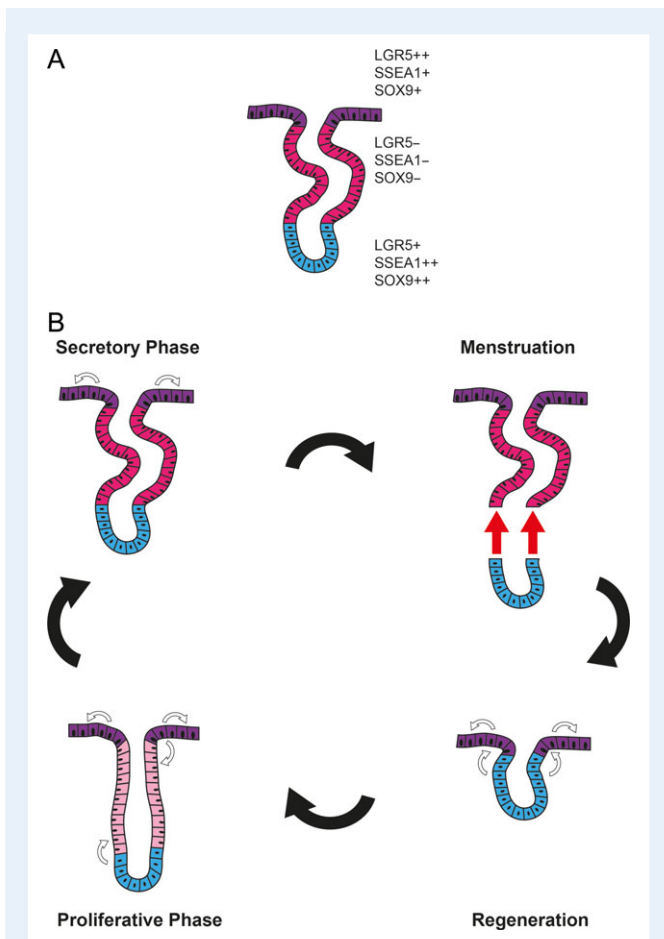 A
LGR5++
SSEA1+
SOX9+
LGR5–
SSEA1–
SOX9–
LGR5+
SSEA1++
SOX9++
B
Secretory Phase
Menstruation
Proliferative Phase
Regeneration